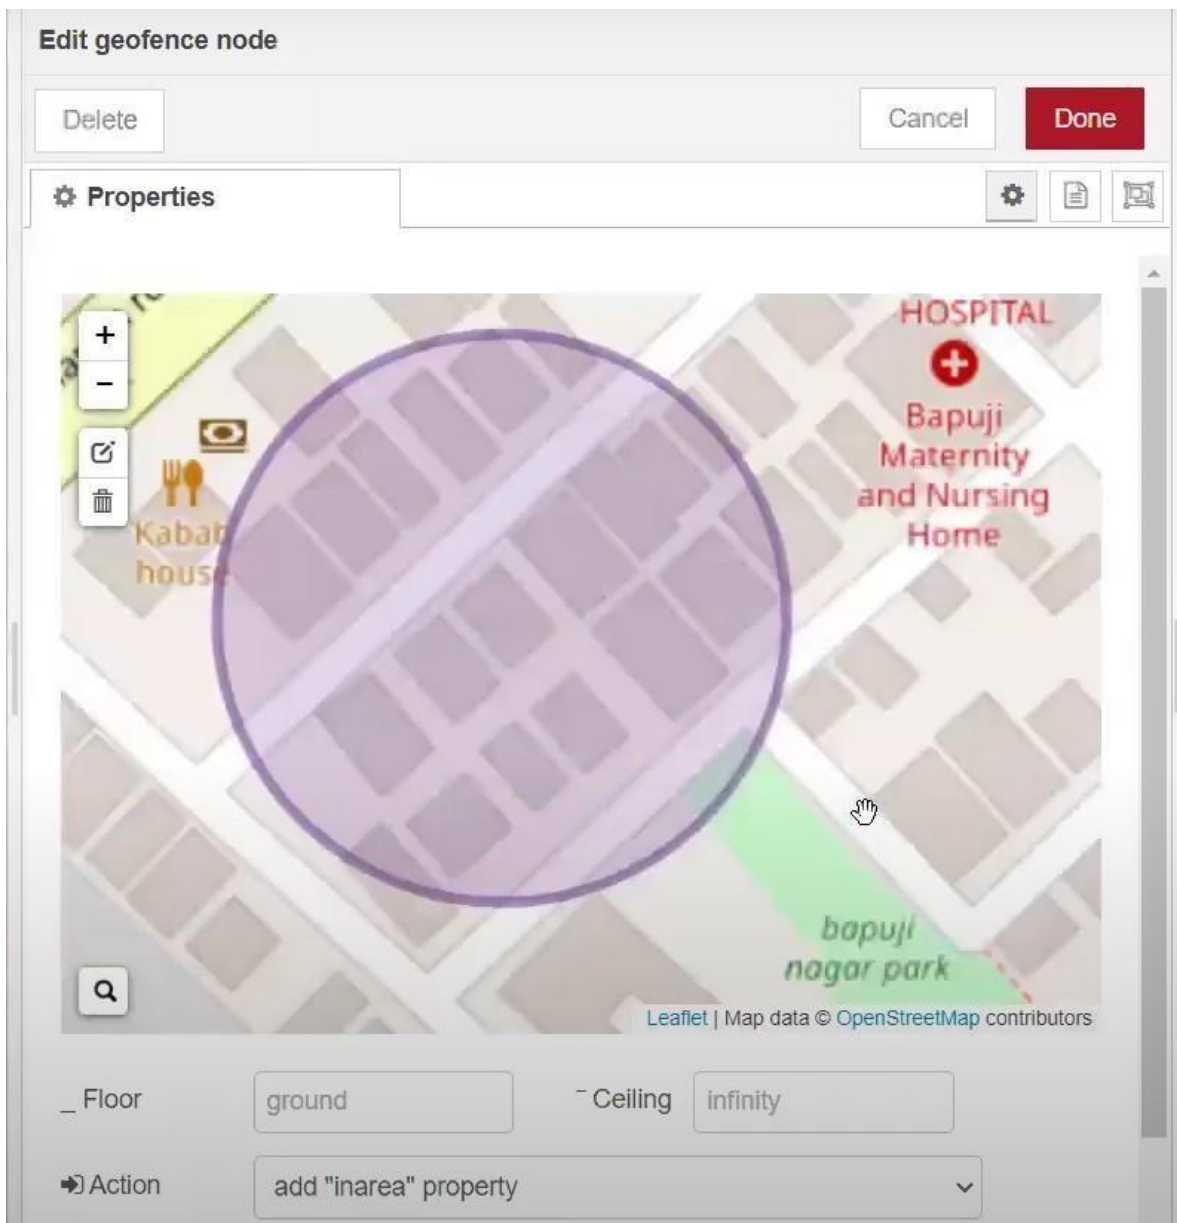 Edit geofence node
Delete
Cancel
Done
Properties
+
−
HOSPITAL
Bapuji
Maternity
and Nursing
Home
Kabab
house
bapuji
nagar park
Leaflet | Map data © OpenStreetMap contributors
_ Floor
ground
‾ Ceiling
infinity
Action
add "inarea" property